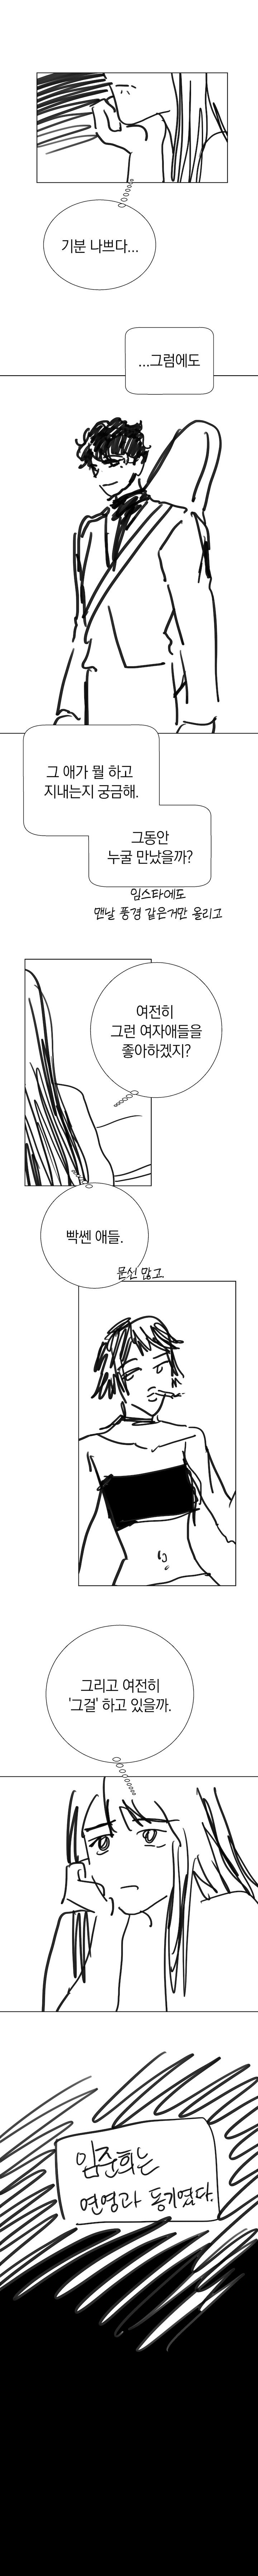 기분 나쁘다...
...그럼에도
그 애가 뭘 하고
지내는지 궁금해.
그동안
누굴 만났을까?
임스타에도
맨날 풍경 같은거만 올리고
여전히
그런 여자애들을
좋아하겠지?
빡쎈 애들.
문신 많고
그리고 여전히
'그걸' 하고 있을까.
임준희는
연영과 동기였다.